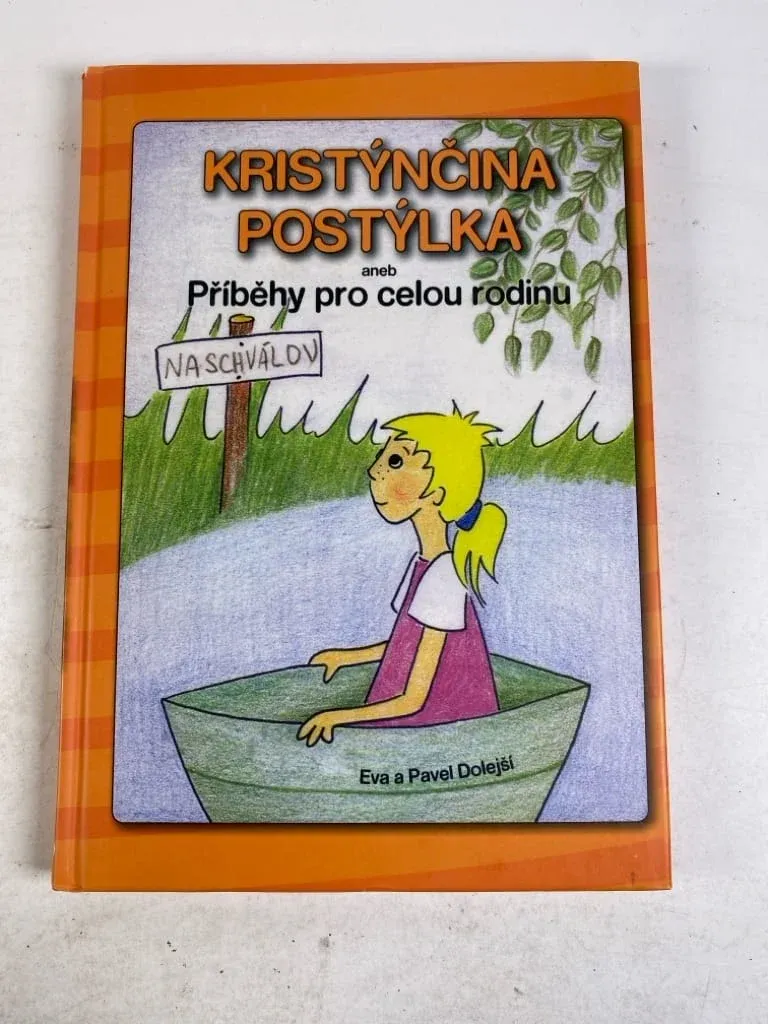 KRISTÝNČINA
POSTÝLKA
aneb
Příběhy pro celou rodinu
NASCHVÁLOV
Eva a Pavel Dolejší